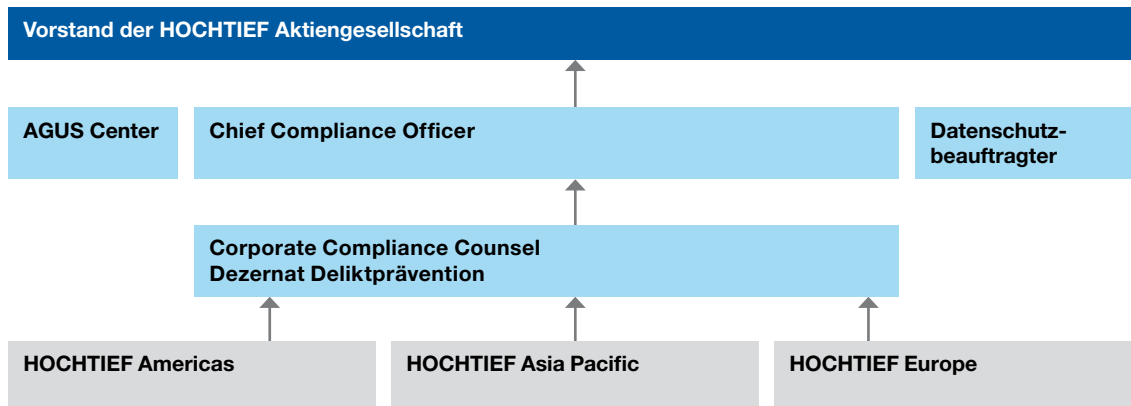 Vorstand der HOCHTIEF Aktiengesellschaft
AGUS Center
Chief Compliance Officer
Datenschutz-
beauftragter
Corporate Compliance Counsel
Dezernat Deliktprävention
HOCHTIEF Americas
HOCHTIEF Asia Pacific
HOCHTIEF Europe